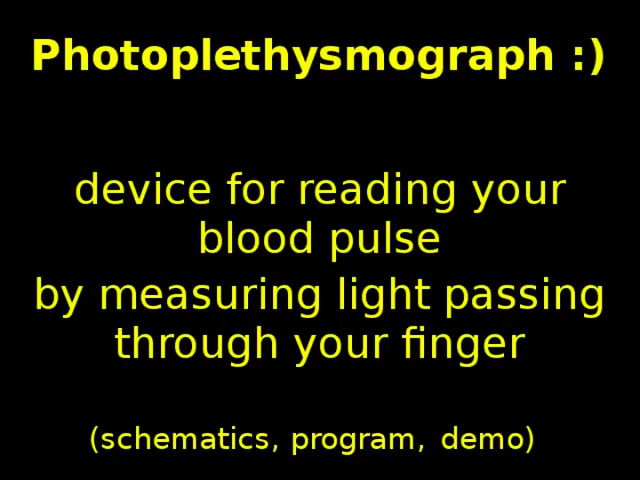 Photoplethysmograph :)
device for reading your
blood pulse
by measuring light passing
through your finger
(schematics, program, demo)